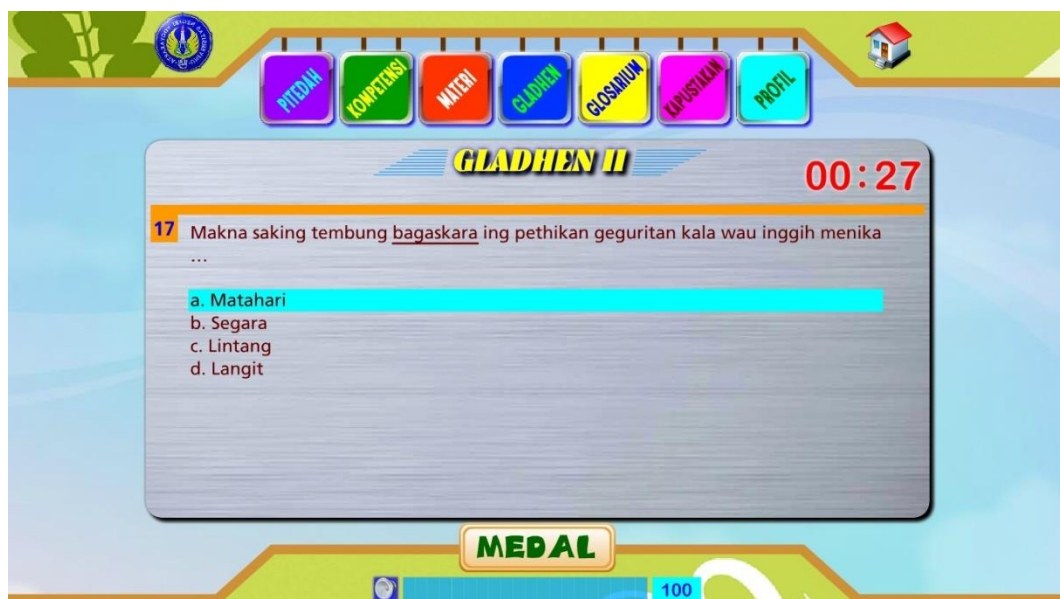 PITEDAH
KOMPETENSI
MATERI
GLADHEN
GLOSARIUM
KAPUSTAKAN
PROFIL
GLADHEN II
00:27
17 Makna saking tembung bagaskara ing pethikan geguritan kala wau inggih menika
...
a. Matahari
b. Segara
c. Lintang
d. Langit
MEDAL
100